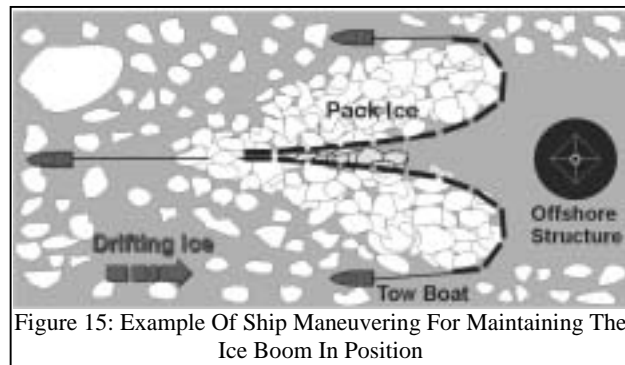 Pack Ice
Drifting Ice
Offshore
Structure
Tow Boat
Figure 15: Example Of Ship Maneuvering For Maintaining The
Ice Boom In Position